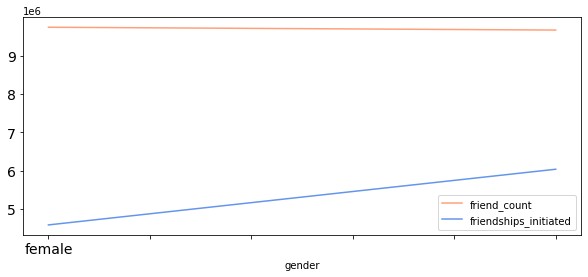 1e6
9
8
7
6
5
friend_count
friendships_initiated
female
gender